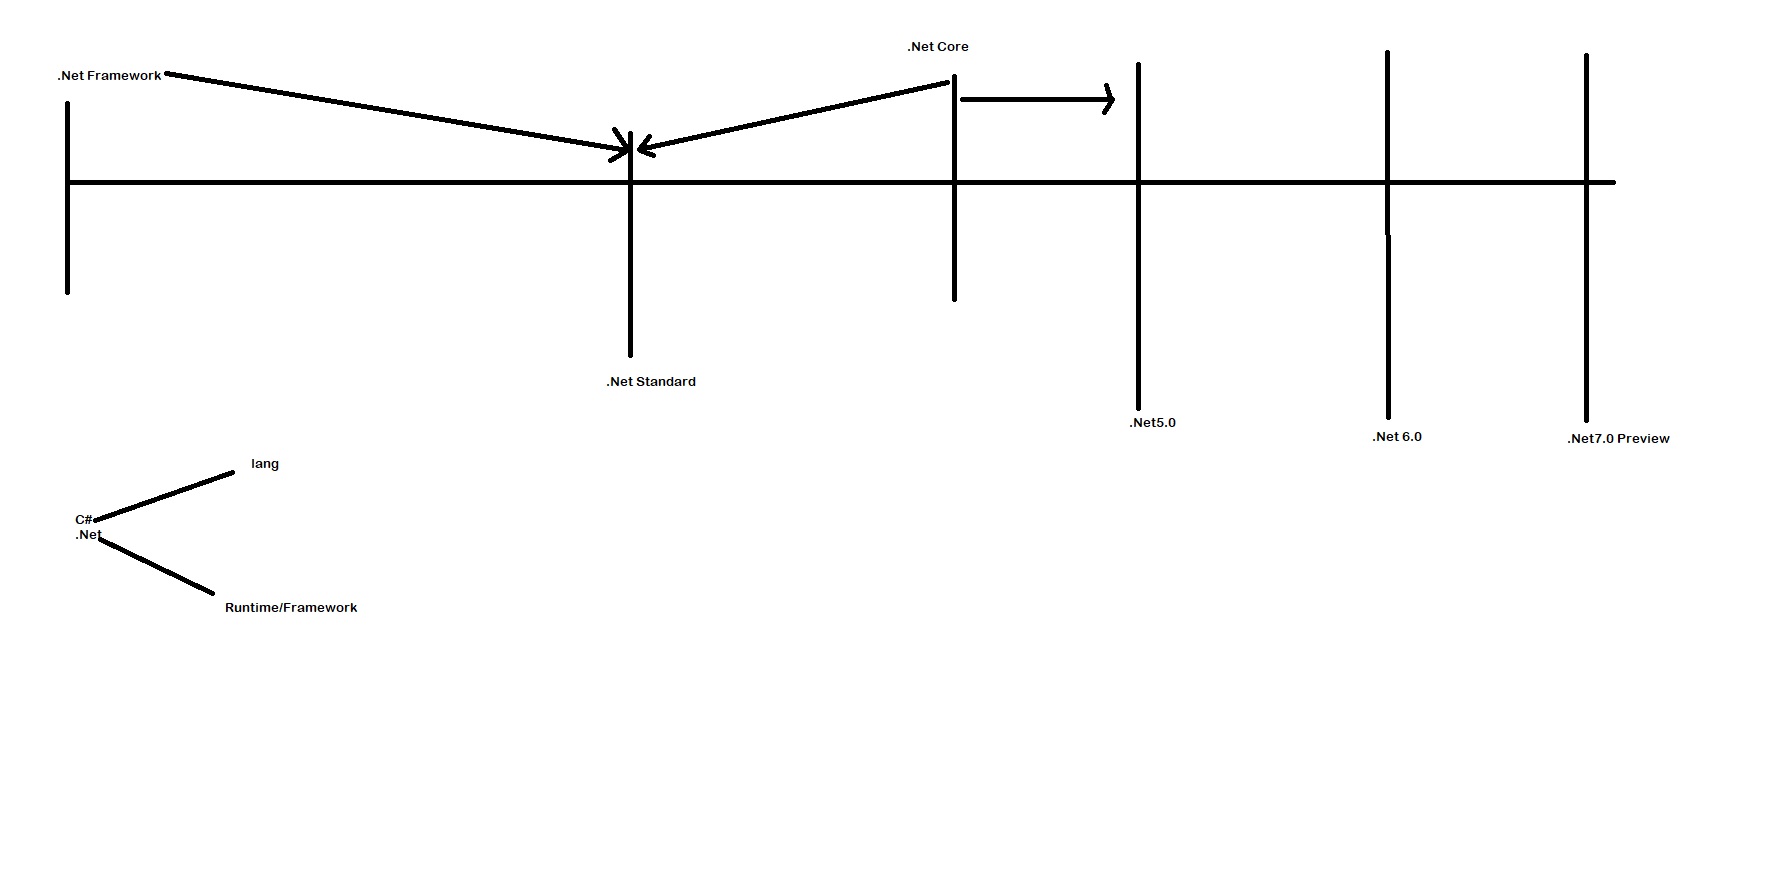 .Net Core
.Net Framework
.Net Standard
.Net5.0
.Net 6.0
.Net7.0 Preview
lang
C#
.Net
Runtime/Framework